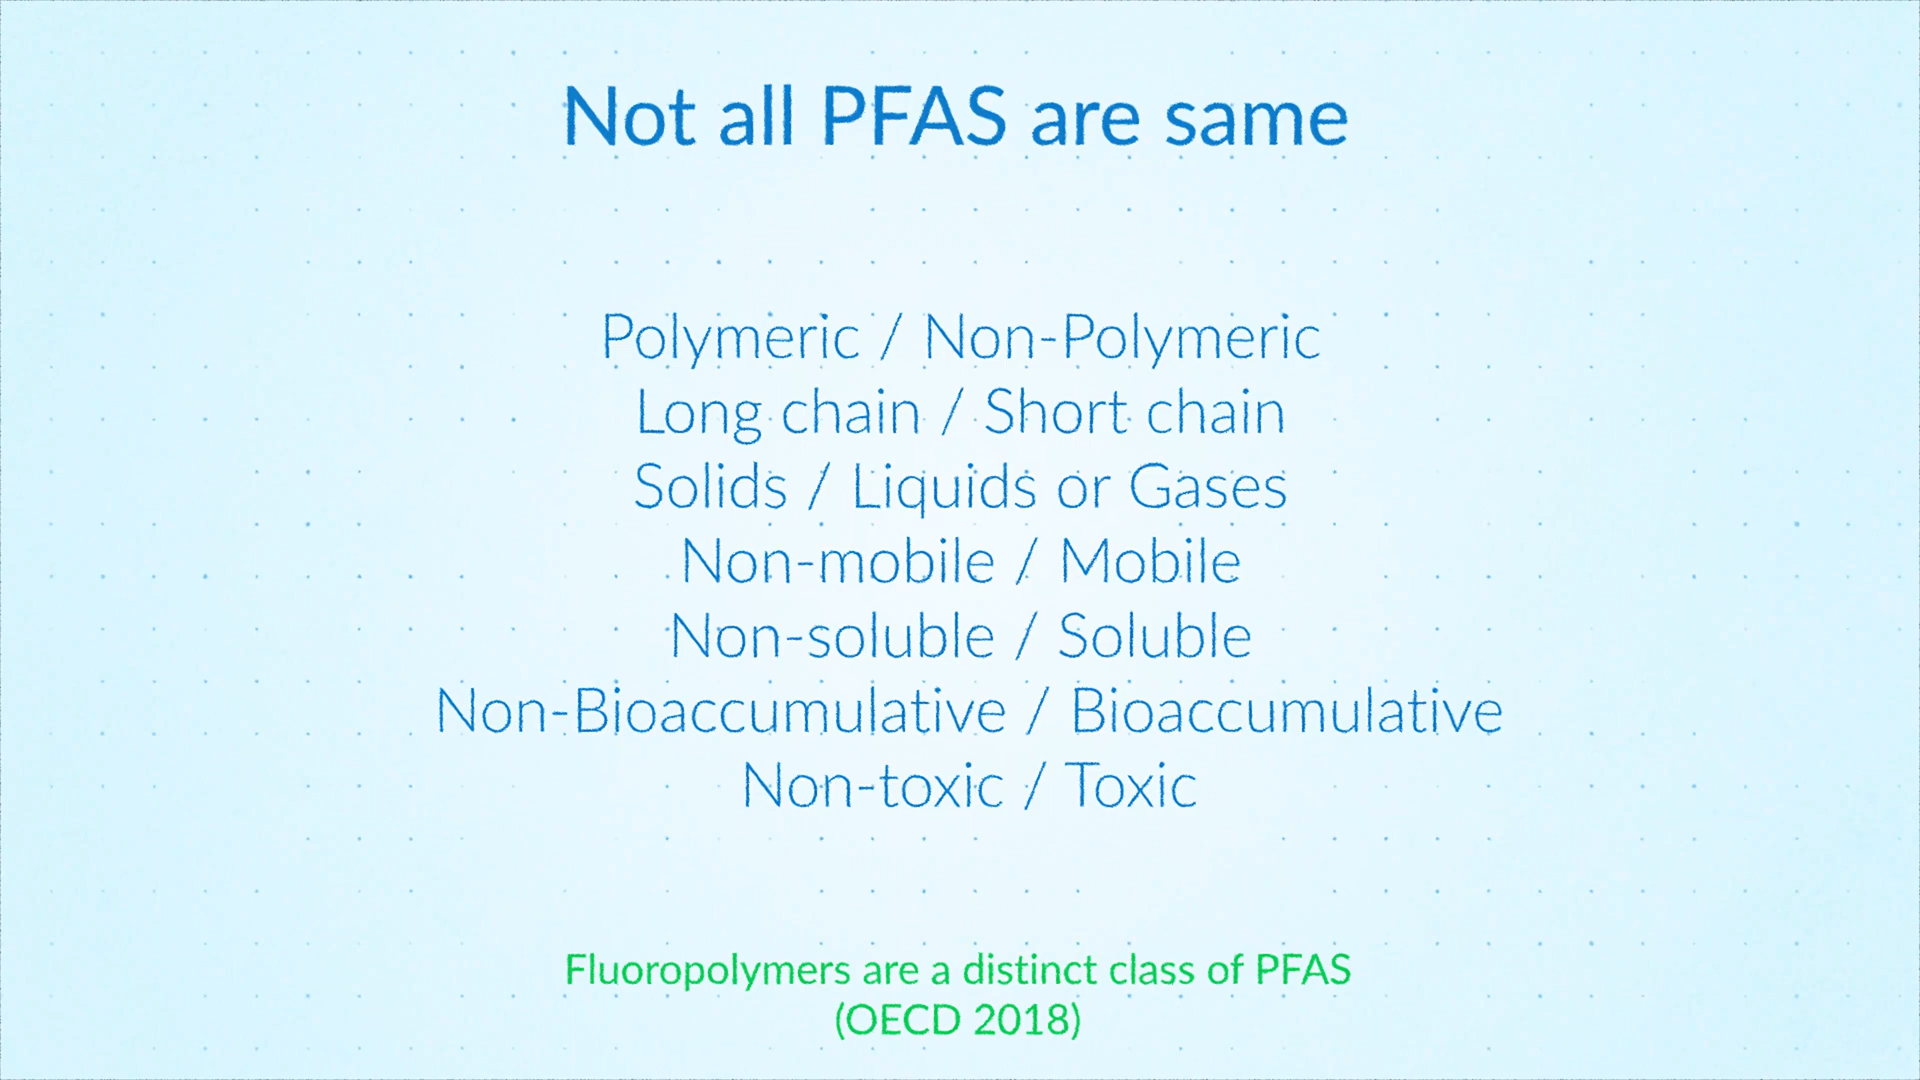 Not all PFAS are same
Polymeric / Non-Polymeric
Long chain / Short chain
Solids / Liquids or Gases
Non-mobile / Mobile
Non-soluble / Soluble
Non-Bioaccumulative / Bioaccumulative
Non-toxic / Toxic
Fluoropolymers are a distinct class of PFAS
(OECD 2018)